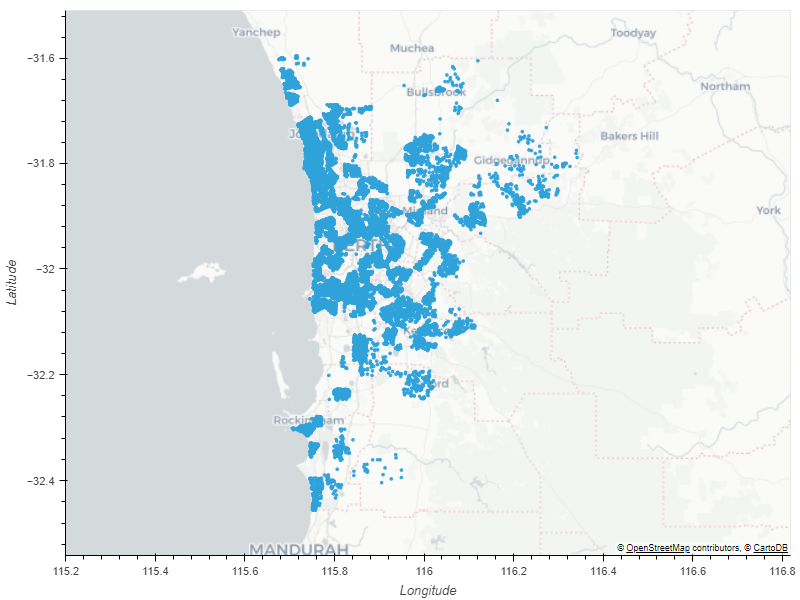 Yanchep
Muchea
Toodyay
Bullsbrook
Northam
Bakers Hill
Gidgegannup
Midland
York
Rockingham
MANDURAH
© OpenStreetMap contributors, © CartoDB
−31.6
−31.8
−32
−32.2
−32.4
Latitude
115.2
115.4
115.6
115.8
116
116.2
116.4
116.6
116.8
Longitude